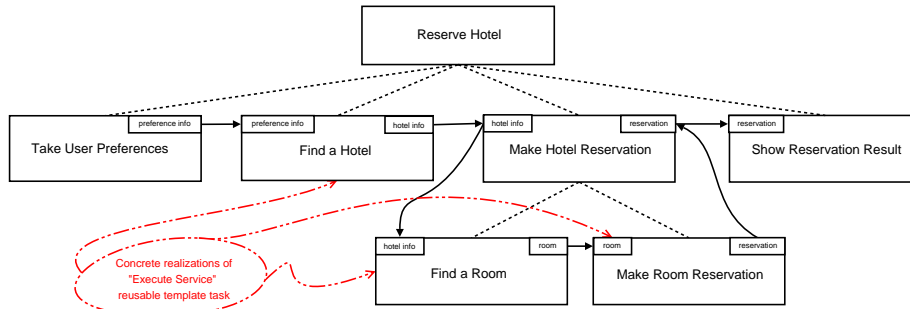 Reserve Hotel
preference info
Take User Preferences
preference info
hotel info
Find a Hotel
hotel info
reservation
Make Hotel Reservation
reservation
Show Reservation Result
hotel info
room
Find a Room
room
reservation
Make Room Reservation
Concrete realizations of
"Execute Service"
reusable template task